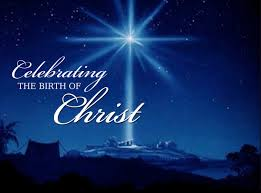 Celebrating
THE BIRTH OF
Christ